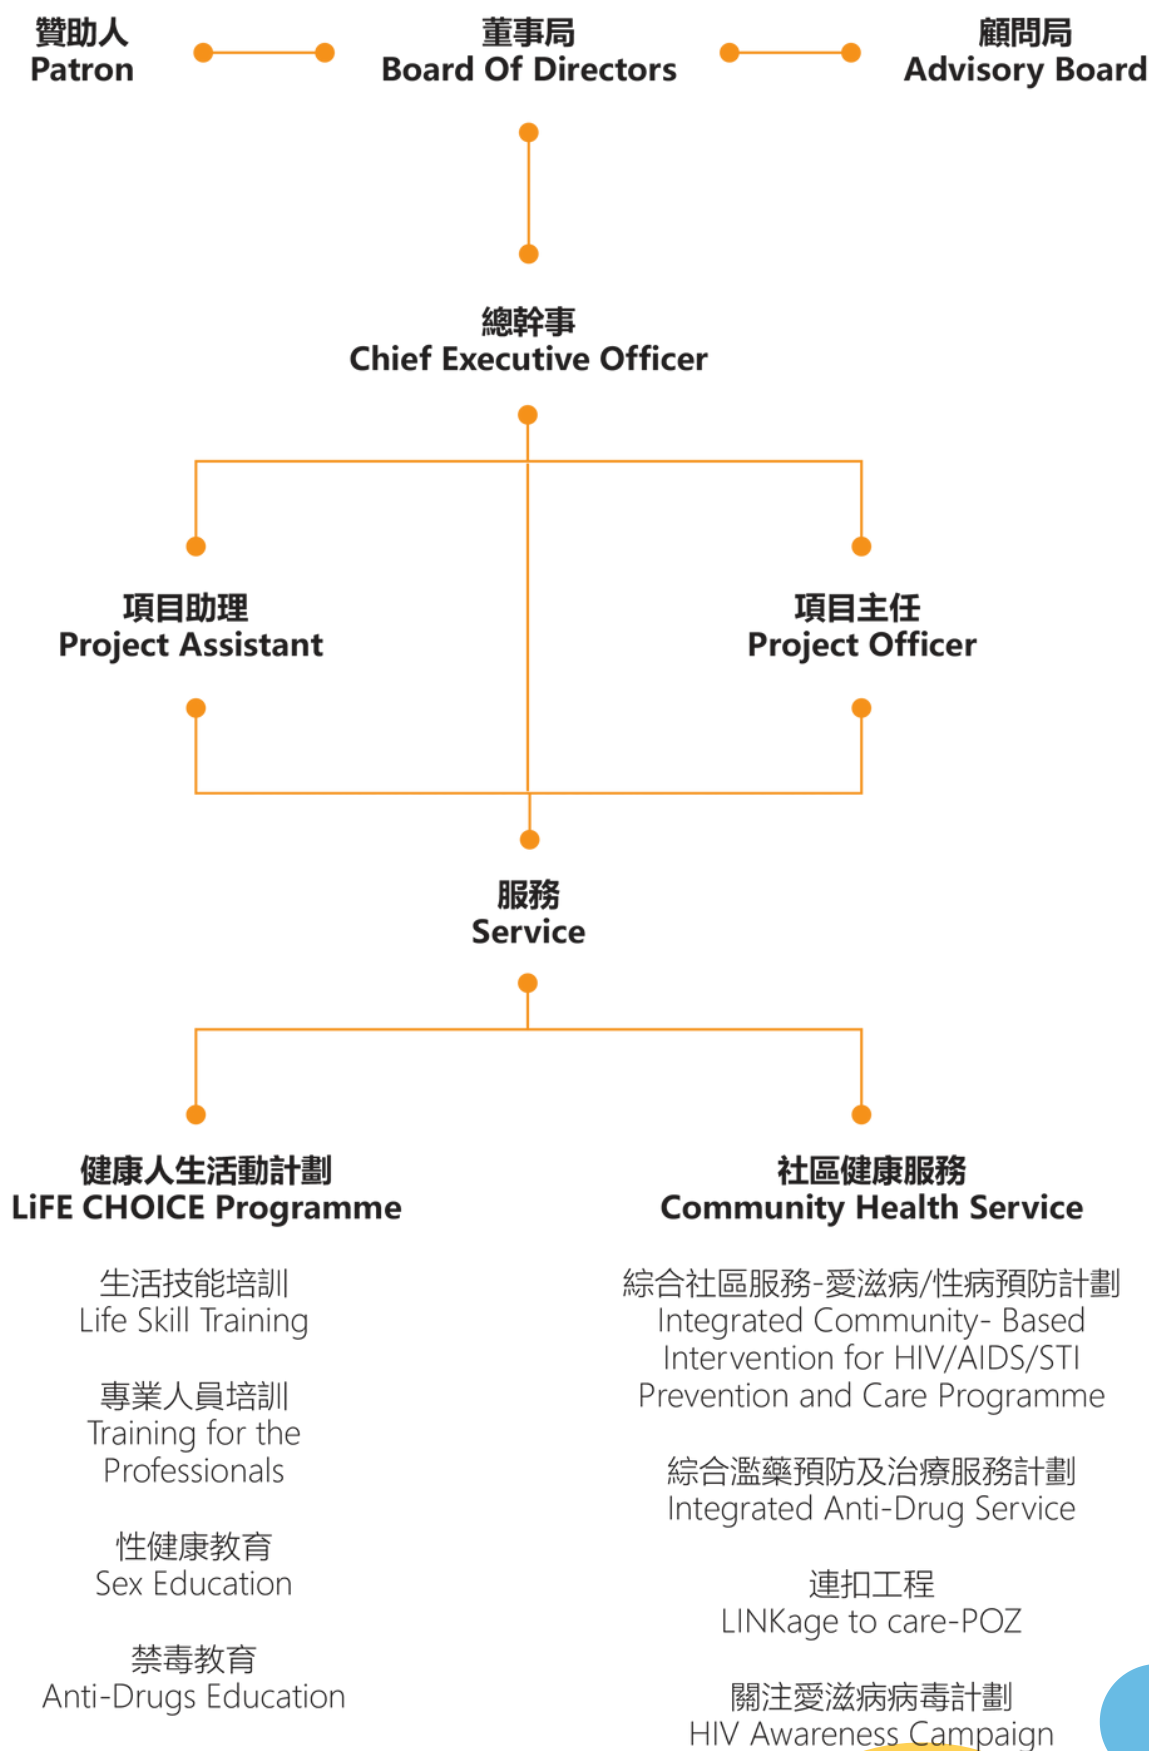 贊助人
Patron
董事局
Board Of Directors
顧問局
Advisory Board
總幹事
Chief Executive Officer
項目助理
Project Assistant
項目主任
Project Officer
服務
Service
健康人生活動計劃
LiFE CHOICE Programme
生活技能培訓
Life Skill Training
專業人員培訓
Training for the
Professionals
性健康教育
Sex Education
禁毒教育
Anti-Drugs Education
社區健康服務
Community Health Service
綜合社區服務-愛滋病/性病預防計劃
Integrated Community- Based
Intervention for HIV/AIDS/STI
Prevention and Care Programme
綜合濫藥預防及治療服務計劃
Integrated Anti-Drug Service
連扣工程
LINKage to care-POZ
關注愛滋病病毒計劃
HIV Awareness Campaign